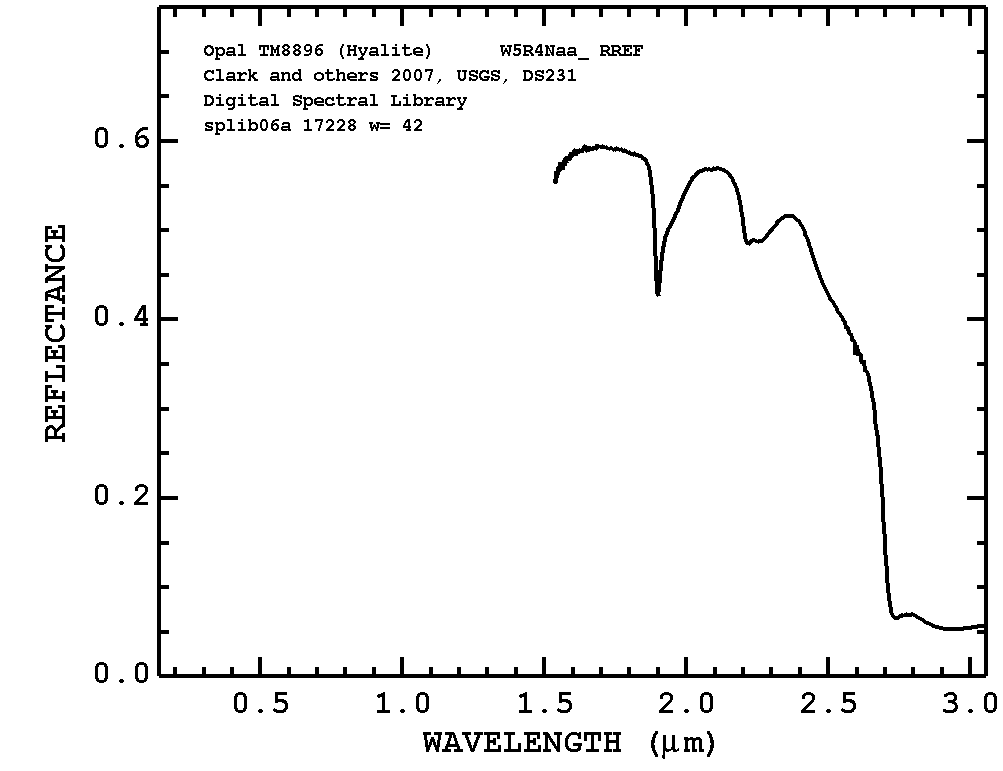 Opal TM8896 (Hyalite) W5R4Naa_ RREF
Clark and others 2007, USGS, DS231
Digital Spectral Library
splib06a 17228 w= 42
0.6
0.4
0.2
0.0
REFLECTANCE
0.5 1.0 1.5 2.0 2.5 3.0
WAVELENGTH (μm)